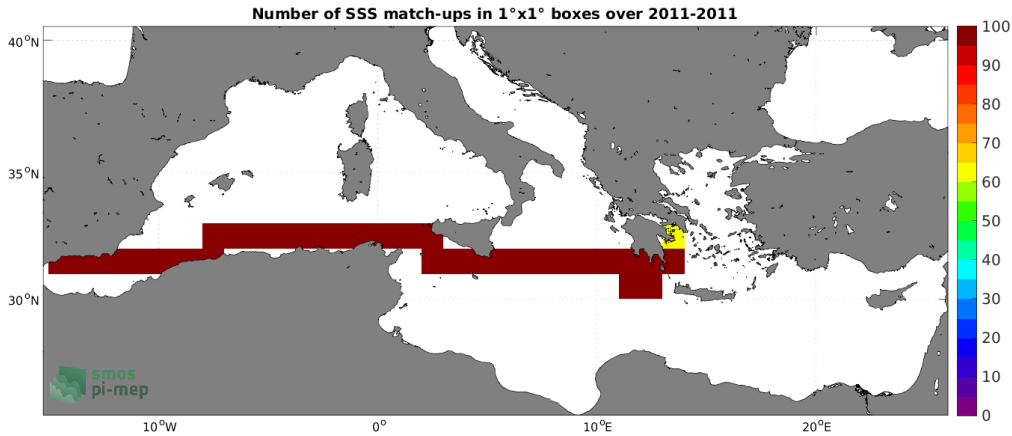 Number of SSS match-ups in 1°x1° boxes over 2011-2011
40°N
35°N
30°N
10°W
0°
10°E
20°E
100
90
80
70
60
50
40
30
20
10
0
smos
pi-mep